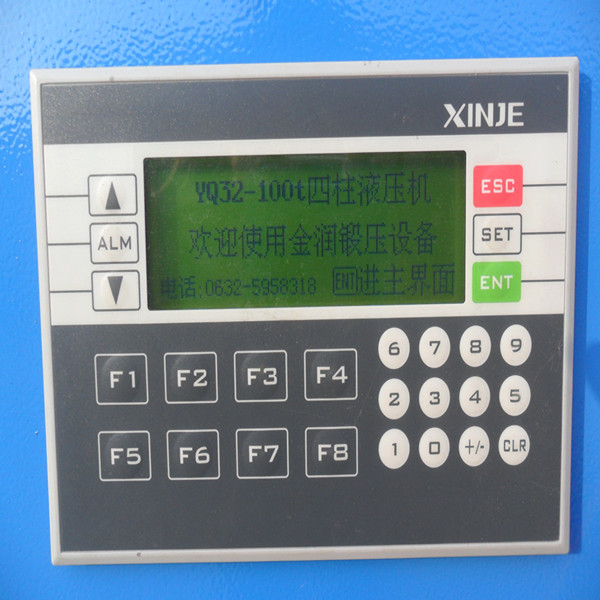 XINJE
YQ32-100t四柱液压机
欢迎使用金润锻压设备
电话:0632-5958318 ENT进主界面
ALM
ESC
SET
ENT
F1 F2 F3 F4
F5 F6 F7 F8
6 7 8 9
2 3 4 5
1 0 +/- CLR